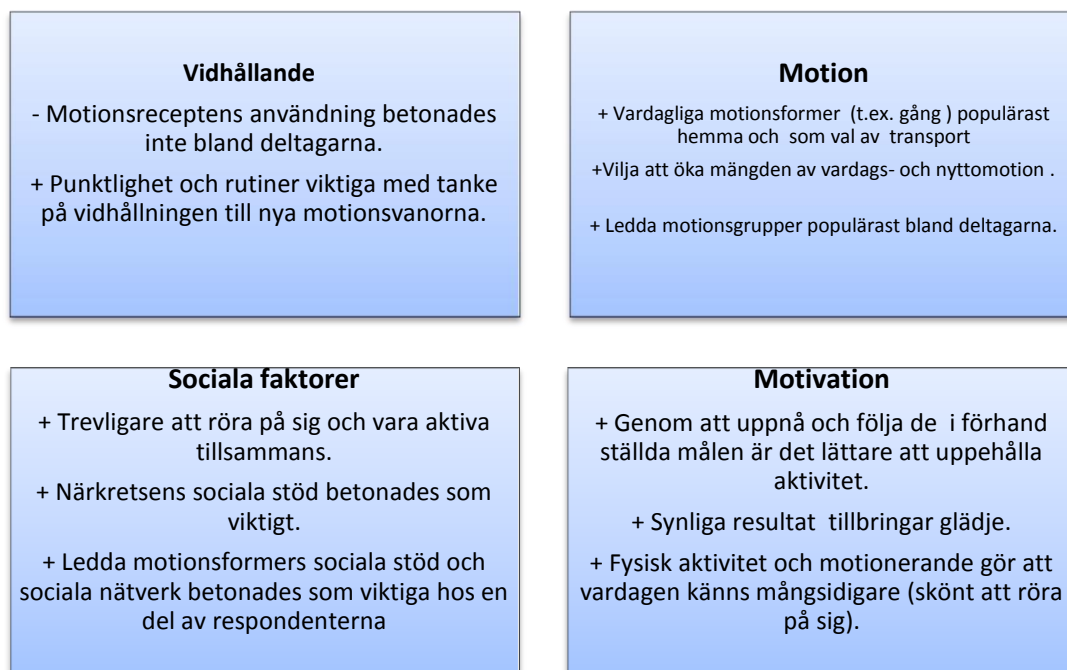 Vidhållande
- Motionsreceptens användning betonades
inte bland deltagarna.
+ Punktlighet och rutiner viktiga med tanke
på vidhållningen till nya motionsvanorna.
Motion
+ Vardagliga motionsformer (t.ex. gång ) populärast
hemma och som val av transport
+Vilja att öka mängden av vardags- och nyttomotion .
+ Ledda motionsgrupper populärast bland deltagarna.
Sociala faktorer
+ Trevligare att röra på sig och vara aktiva
tillsammans.
+ Närkretsens sociala stöd betonades som
viktigt.
+ Ledda motionsformers sociala stöd och
sociala nätverk betonades som viktiga hos en
del av respondenterna
Motivation
+ Genom att uppnå och följa de i förhand
ställda målen är det lättare att uppehålla
aktivitet.
+ Synliga resultat tillbringar glädje.
+ Fysisk aktivitet och motionerande gör att
vardagen känns mångsidigare (skönt att röra
på sig).